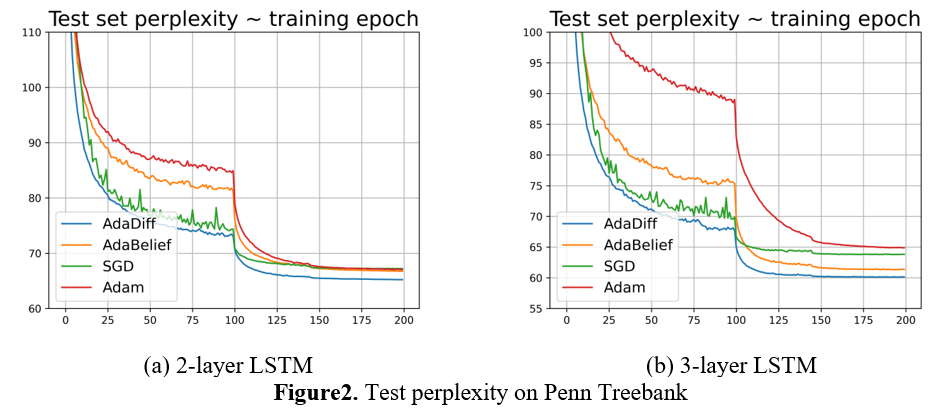 Test set perplexity ~ training epoch
110
100
90
80
70
60
0 25 50 75 100 125 150 175 200
AdaDiff
AdaBelief
SGD
Adam
(a) 2-layer LSTM
Test set perplexity ~ training epoch
100
95
90
85
80
75
70
65
60
55
0 25 50 75 100 125 150 175 200
AdaDiff
AdaBelief
SGD
Adam
(b) 3-layer LSTM
Figure2. Test perplexity on Penn Treebank